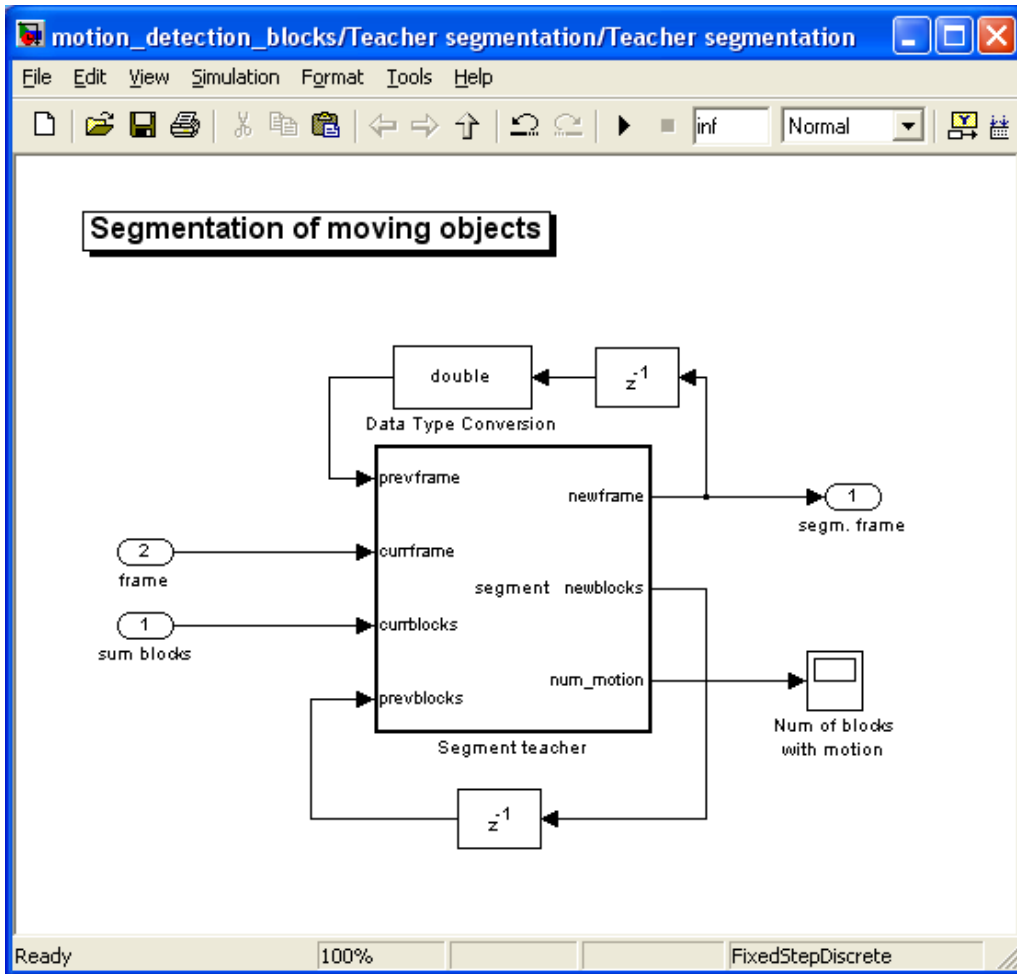 motion_detection_blocks/Teacher segmentation/Teacher segmentation
File Edit View Simulation Format Tools Help
inf Normal
Segmentation of moving objects
double
z-1
Data Type Conversion
prevframe
newframe
1
segm. frame
2
frame
currframe
segment newblocks
1
sum blocks
currblocks
num_motion
prevblocks
Num of blocks
with motion
Segment teacher
z-1
Ready 100% FixedStepDiscrete